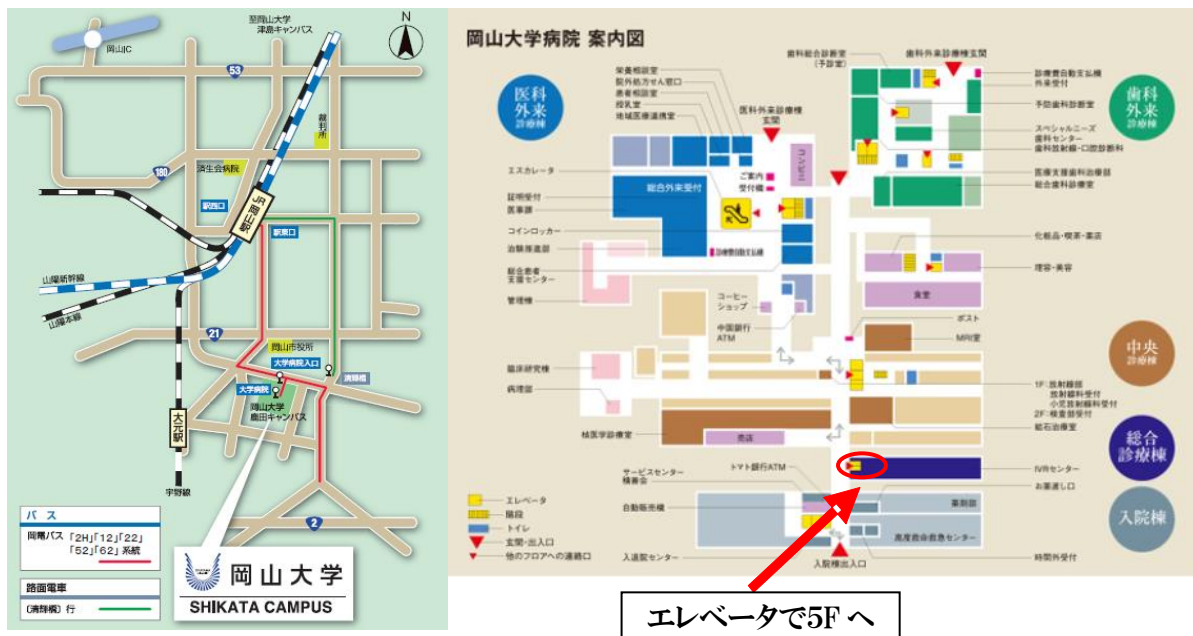 至岡山大学
津島キャンパス
N
岡山IC
53
裁判所
済生会病院
180
駅西口
JR岡山駅
駅東口
山陽新幹線
山陽本線
21
岡山市役所
大学病院入口
清輝橋
大学病院
岡山大学
鹿田キャンパス
大元駅
宇野線
2
バス
岡電バス「2H」「12」「22」
「52」「62」系統
路面電車
〔清輝橋〕行
岡山大学
SHIKATA CAMPUS
岡山大学病院 案内図
医科
外来
診療棟
栄養相談室
院外処方せん窓口
患者相談室
授乳室
地域医療連携室
医科外来診療棟
玄関
歯科総合診断室
(予診室)
歯科外来診療棟玄関
診療費自動支払機
外来受付
予防歯科診断室
スペシャルニーズ
歯科センター
歯科放射線・口腔診断科
医療支援歯科治療部
総合歯科診療室
歯科
外来
診療棟
コンビニ
エスカレータ
ご案内
受付機
総合外来受付
証明受付
医事課
コインロッカー
治験推進部
診療費自動支払機
総合患者
支援センター
管理棟
コーヒー
ショップ
中国銀行
ATM
化粧品・喫茶・薬店
理容・美容
食堂
ポスト
MRI室
中央
診療棟
臨床研究棟
病理部
1F:放射線部
放射線科受付
小児放射線科受付
2F:検査部受付
鉱石治療室
核医学診療室
売店
総合
診療棟
サービスセンター
積善会
トマト銀行ATM
IVRセンター
お薬渡し口
自動販売機
薬剤部
高度救命救急センター
入院棟
エレベータ
階段
トイレ
玄関・出入口
他のフロアへの連絡口
入退院センター
入院棟出入口
時間外受付
エレベータで5F へ